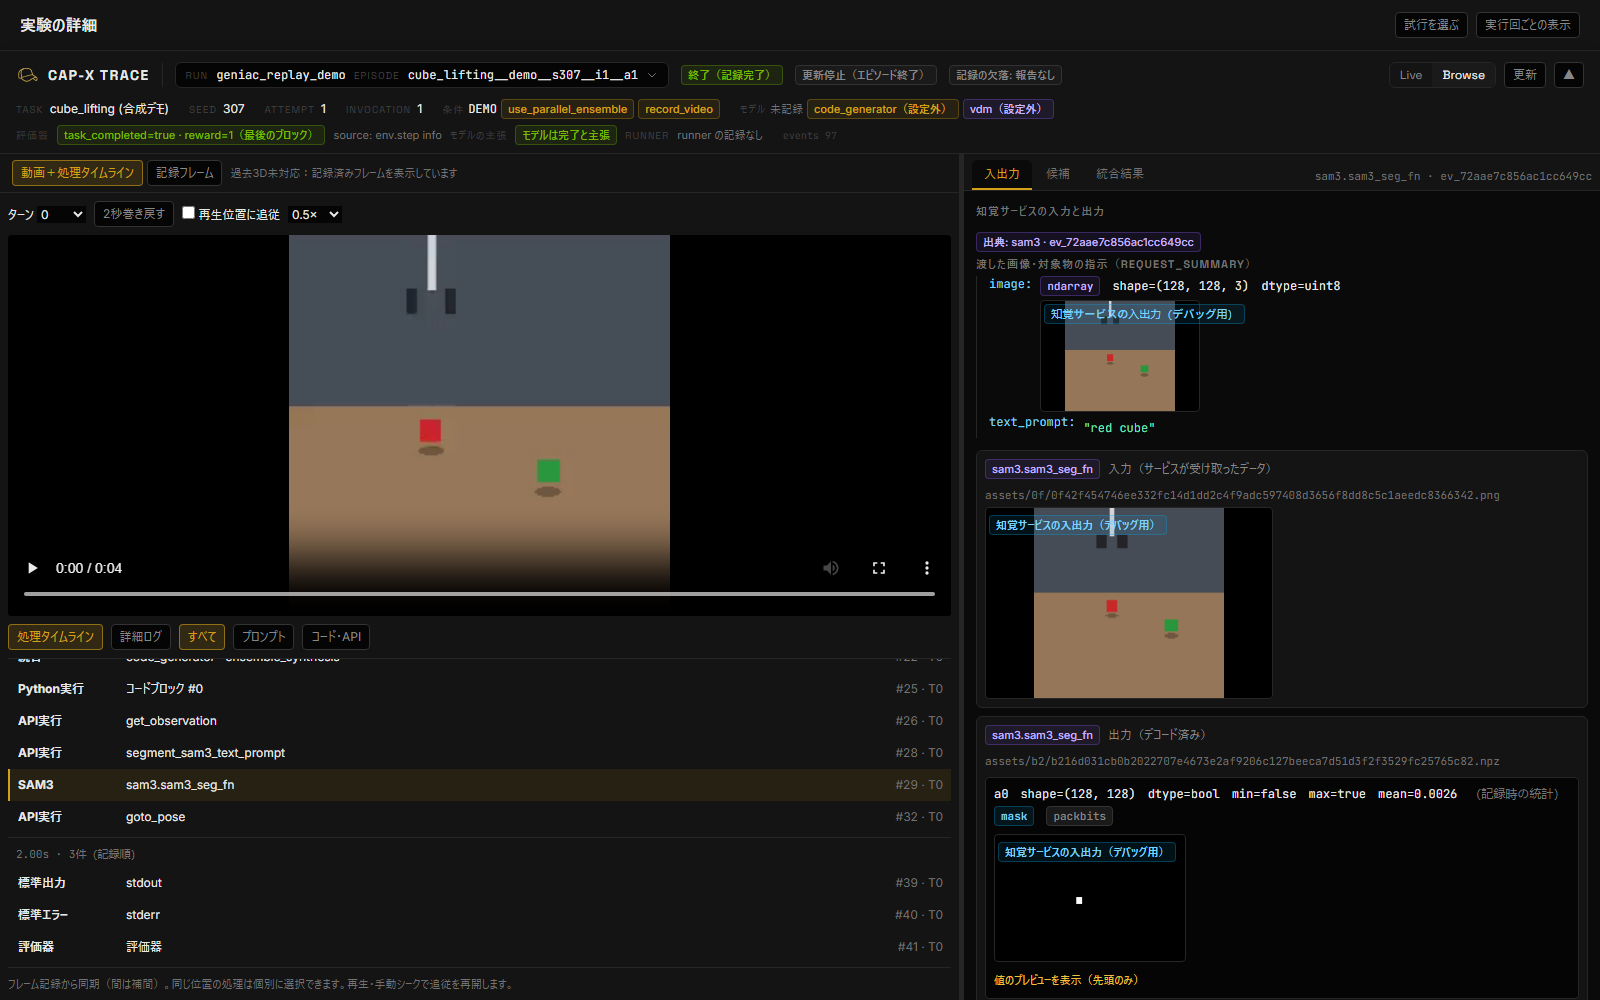 実験の詳細
試行を選ぶ 実行回ごとの表示
CAP-X TRACE RUN geniac_replay_demo EPISODE cube_lifting__demo__s307__i1__a1 終了（記録完了） 更新停止（エピソード終了） 記録の欠落: 報告なし Live Browse 更新 ▲
TASK cube_lifting (合成デモ) SEED 307 ATTEMPT 1 INVOCATION 1 条件 DEMO use_parallel_ensemble record_video モデル 未記録 code_generator（設定外） vdm（設定外）
評価器 task_completed=true · reward=1（最後のブロック） source: env.step info モデルの主張 モデルは完了と主張 RUNNER runner の記録なし events 97
動画＋処理タイムライン 記録フレーム 過去3D未対応：記録済みフレームを表示しています
ターン 0 2秒巻き戻す 再生位置に追従 0.5×
0:00 / 0:04
処理タイムライン 詳細ログ すべて プロンプト コード·API
統合 code_generator · ensemble_synthesis #22 · T0
Python実行 コードブロック #0 #25 · T0
API実行 get_observation #26 · T0
API実行 segment_sam3_text_prompt #28 · T0
SAM3 sam3.sam3_seg_fn #29 · T0
API実行 goto_pose #32 · T0
2.00s · 3件 (記録順)
標準出力 stdout #39 · T0
標準エラー stderr #40 · T0
評価器 評価器 #41 · T0
フレーム記録から同期（間は補間）。同じ位置の処理は個別に選択できます。再生·手動シークで追従を再開します。
入出力 候補 統合結果 sam3.sam3_seg_fn · ev_72aae7c856ac1cc649cc
知覚サービスの入力と出力
出典: sam3 · ev_72aae7c856ac1cc649cc
渡した画像·対象物の指示（REQUEST_SUMMARY）
image: ndarray shape=(128, 128, 3) dtype=uint8
知覚サービスの入出力（デバッグ用）
text_prompt: "red cube"
sam3.sam3_seg_fn 入力（サービスが受け取ったデータ）
assets/0f/0f42f454746ee332fc14d1dd2c4f9adc597408d3656f8dd8c5c1aeedc8366342.png
知覚サービスの入出力（デバッグ用）
sam3.sam3_seg_fn 出力（デコード済み）
assets/b2/b216d031cb0b2022707e4673e2af9206c127beeca7d51d3f2f3529fc25765c82.npz
a0 shape=(128, 128) dtype=bool min=false max=true mean=0.0026 （記録時の統計）
mask packbits
知覚サービスの入出力（デバッグ用）
値のプレビューを表示（先頭のみ）